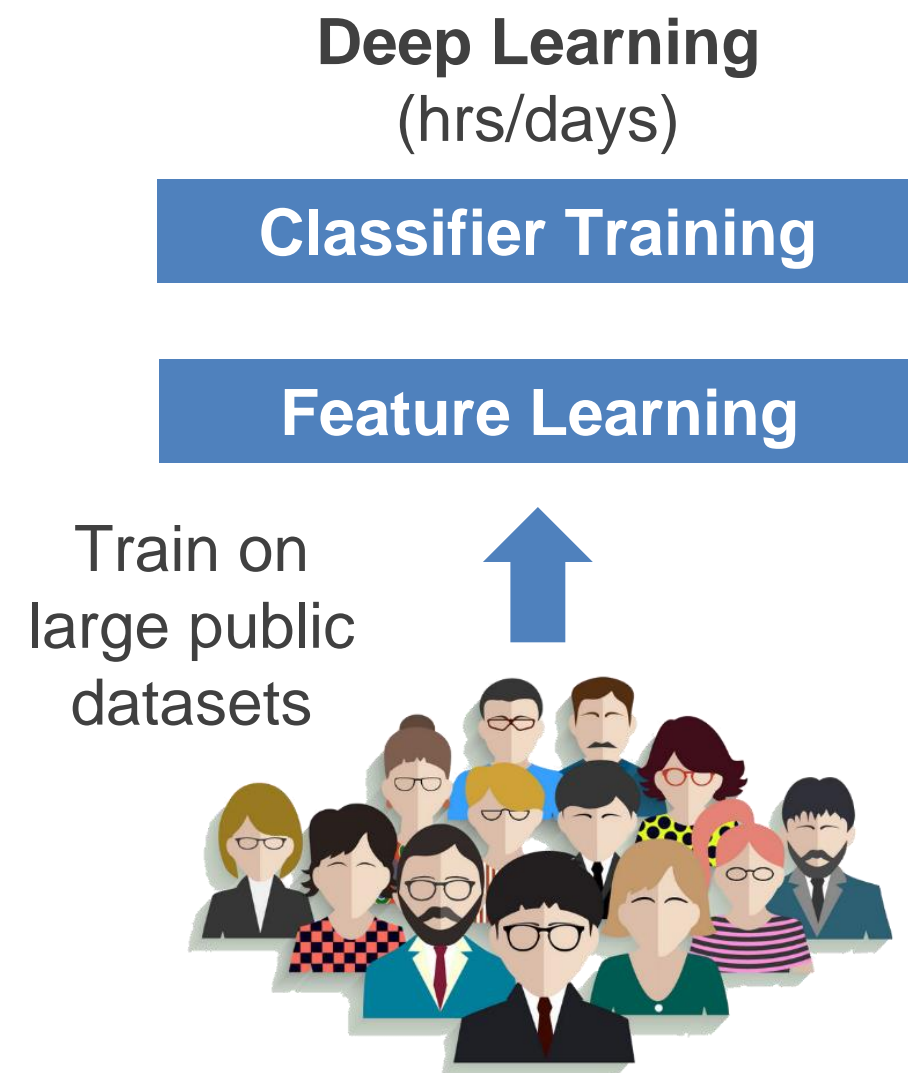 Deep Learning
(hrs/days)
Classifier Training
Feature Learning
Train on
large public
datasets